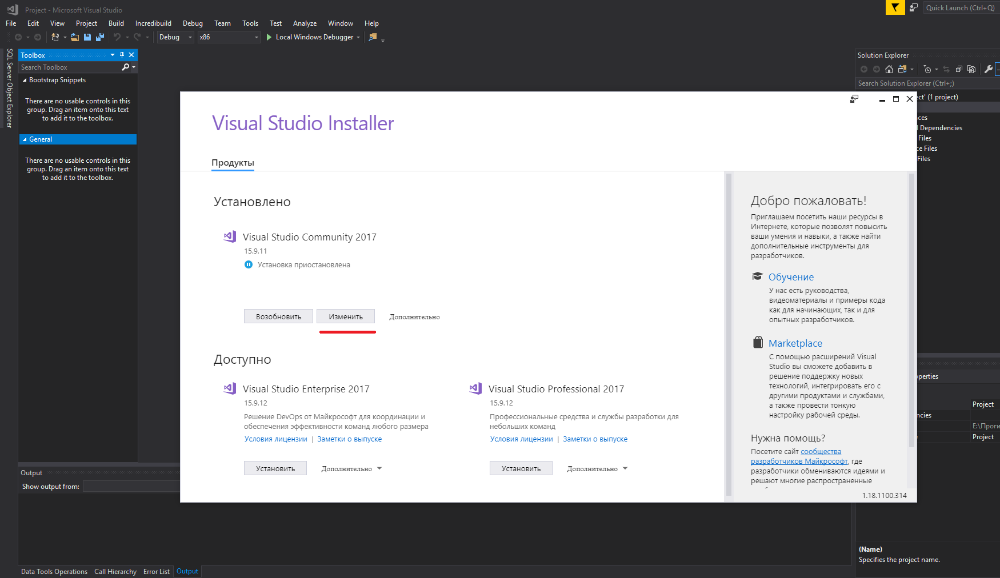 Project - Microsoft Visual Studio
Quick Launch (Ctrl+Q)
File Edit View Project Build Incredibuild Debug Team Tools Test Analyze Window Help
Debug x86 Local Windows Debugger
SQL Server Object Explorer
Toolbox
Search Toolbox
Bootstrap Snippets
There are no usable controls in this
group. Drag an item onto this text
to add it to the toolbox.
General
There are no usable controls in this
group. Drag an item onto this text
to add it to the toolbox.
Visual Studio Installer
Продукты
Установлено
Visual Studio Community 2017
15.9.11
Установка приостановлена
Возобновить Изменить Дополнительно
Доступно
Visual Studio Enterprise 2017
15.9.12
Решение DevOps от Майкрософт для координации и
обеспечения эффективности команд любого размера
Условия лицензии | Заметки о выпуске
Установить Дополнительно
Visual Studio Professional 2017
15.9.12
Профессиональные средства и службы разработки для
небольших команд
Условия лицензии | Заметки о выпуске
Установить Дополнительно
Добро пожаловать!
Приглашаем посетить наши ресурсы в
Интернете, которые позволят повысить
ваши умения и навыки, а также найти
дополнительные инструменты для
разработчиков.
Обучение
У нас есть руководства,
видеоматериалы и примеры кода
как для начинающих, так и для
опытных разработчиков.
Marketplace
С помощью расширений Visual
Studio вы сможете добавить в
решение поддержку новых
технологий, интегрировать его с
другими продуктами и службами,
а также провести тонкую
настройку рабочей среды.
Нужна помощь?
Посетите сайт сообщества
разработчиков Майкрософт, где
разработчики обмениваются идеями и
решают многие распространенные
1.18.1100.314
Solution Explorer
Search Solution Explorer (Ctrl+;)
ect' (1 project)
ces
l Dependencies
Files
ce Files
Files
operties
Project
ncies
E:\Проги
Project
(Name)
Specifies the project name.
Output
Show output from:
Data Tools Operations Call Hierarchy Error List Output